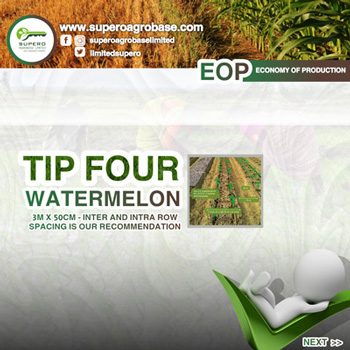 www.superoagrobase.com
superoagrobaselimited
limitedsupero
SUPERO
EOP ECONOMY OF PRODUCTION
TIP FOUR
WATERMELON
3M X 50CM - INTER AND INTRA ROW
SPACING IS OUR RECOMMENDATION
NEXT >>